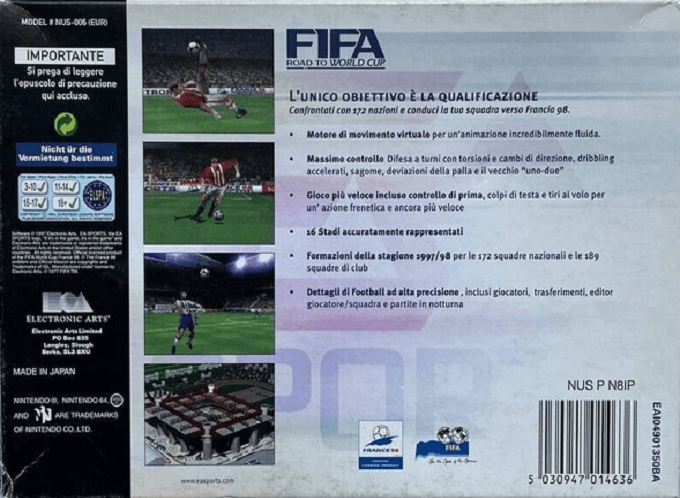 MODEL # NUS-006 (EUR)
IMPORTANTE
Si prega di leggere
l'opuscolo di precauzione
qui accluso.
Nicht für die
Vermietung bestimmt
3-10
11-14
15-17
18+
EA
ELECTRONIC ARTS™
Electronic Arts Limited
PO Box 835
Langley, Slough
Berks, SL3 8XU
MADE IN JAPAN
NINTENDO®, NINTENDO 64,
AND N ARE TRADEMARKS
OF NINTENDO CO.,LTD.
www.easports.com
FIFA
ROAD TO WORLD CUP
L'UNICO OBIETTIVO È LA QUALIFICAZIONE
Confrontati con 172 nazioni e conduci la tua squadra verso Francia 98.
• Motore di movimento virtuale per un'animazione incredibilmente fluida.
• Massimo controllo Difesa a turni con torsioni e cambi di direzione, dribbling
accelerati, sagome, deviazioni della palla e il vecchio "uno-due"
• Gioco più veloce incluso controllo di prima, colpi di testa e tiri al volo per
un'azione frenetica e ancora più veloce
• 16 Stadi accuratamente rappresentati
• Formazioni della stagione 1997/98 per le 172 squadre nazionali e le 189
squadre di club
• Dettagli di Football ad alta precisione, inclusi giocatori, trasferimenti, editor
giocatore/squadra e partite in notturna
FRANCE 98
FIFA
For the Good of the Game
NUS P N8IP
EAI04901350BA
5 030947 014636